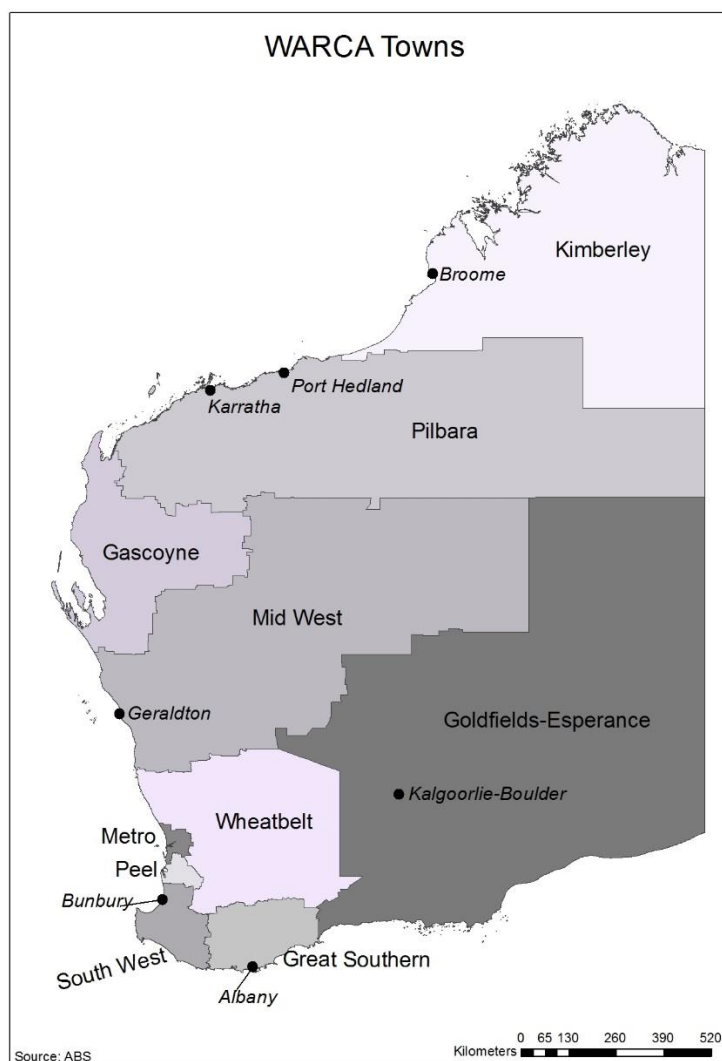 WARCA Towns
Kimberley
Broome
Port Hedland
Karratha
Pilbara
Gascoyne
Mid West
Geraldton
Goldfields-Esperance
Kalgoorlie-Boulder
Wheatbelt
Metro
Peel
Bunbury
South West
Great Southern
Albany
0 65 130 260 390 520
Kilometers
Source: ABS